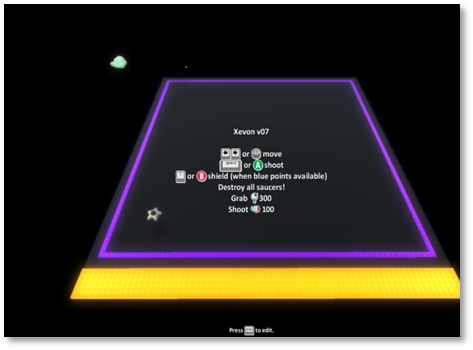 Xevon v07
or move
or A shoot
or B shield (when blue points available)
Destroy all saucers!
Grab 300
Shoot 100
Press to edit.